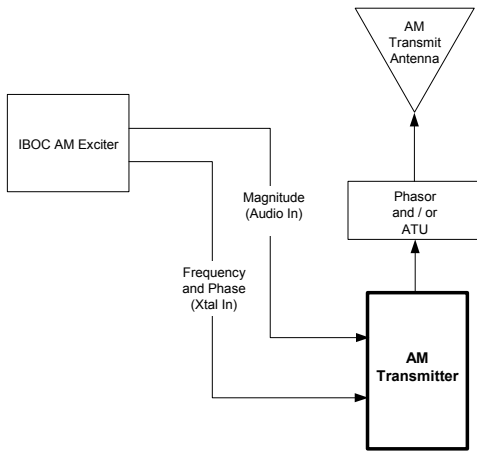 AM
Transmit
Antenna
IBOC AM Exciter
Magnitude
(Audio In)
Phasor
and / or
ATU
Frequency
and Phase
(Xtal In)
AM
Transmitter